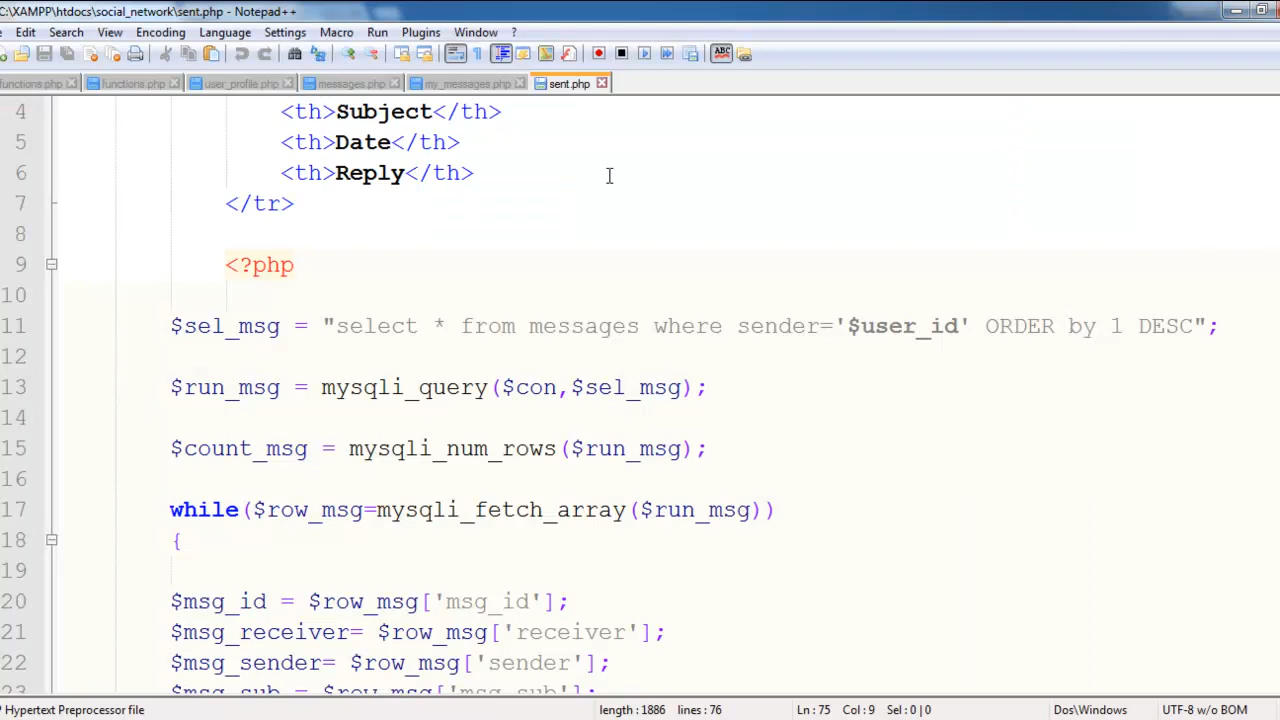 C:\XAMPP\htdocs\social_network\sent.php - Notepad++
Edit Search View Encoding Language Settings Macro Run Plugins Window ?
ABC
functions.php functions.php user_profile.php messages.php my_messages.php sent.php
4 <th>Subject</th>
5 <th>Date</th>
6 <th>Reply</th>
7 </tr>
8
9 <?php
10
11 $sel_msg = "select * from messages where sender='$user_id' ORDER by 1 DESC";
12
13 $run_msg = mysqli_query($con,$sel_msg);
14
15 $count_msg = mysqli_num_rows($run_msg);
16
17 while($row_msg=mysqli_fetch_array($run_msg))
18 {
19
20 $msg_id = $row_msg['msg_id'];
21 $msg_receiver= $row_msg['receiver'];
22 $msg_sender= $row_msg['sender'];
23 $msg_sub = $row_msg['msg_sub'];
Hypertext Preprocessor file length : 1886 lines : 76 Ln : 75 Col : 9 Sel : 0 | 0 Dos\Windows UTF-8 w/o BOM